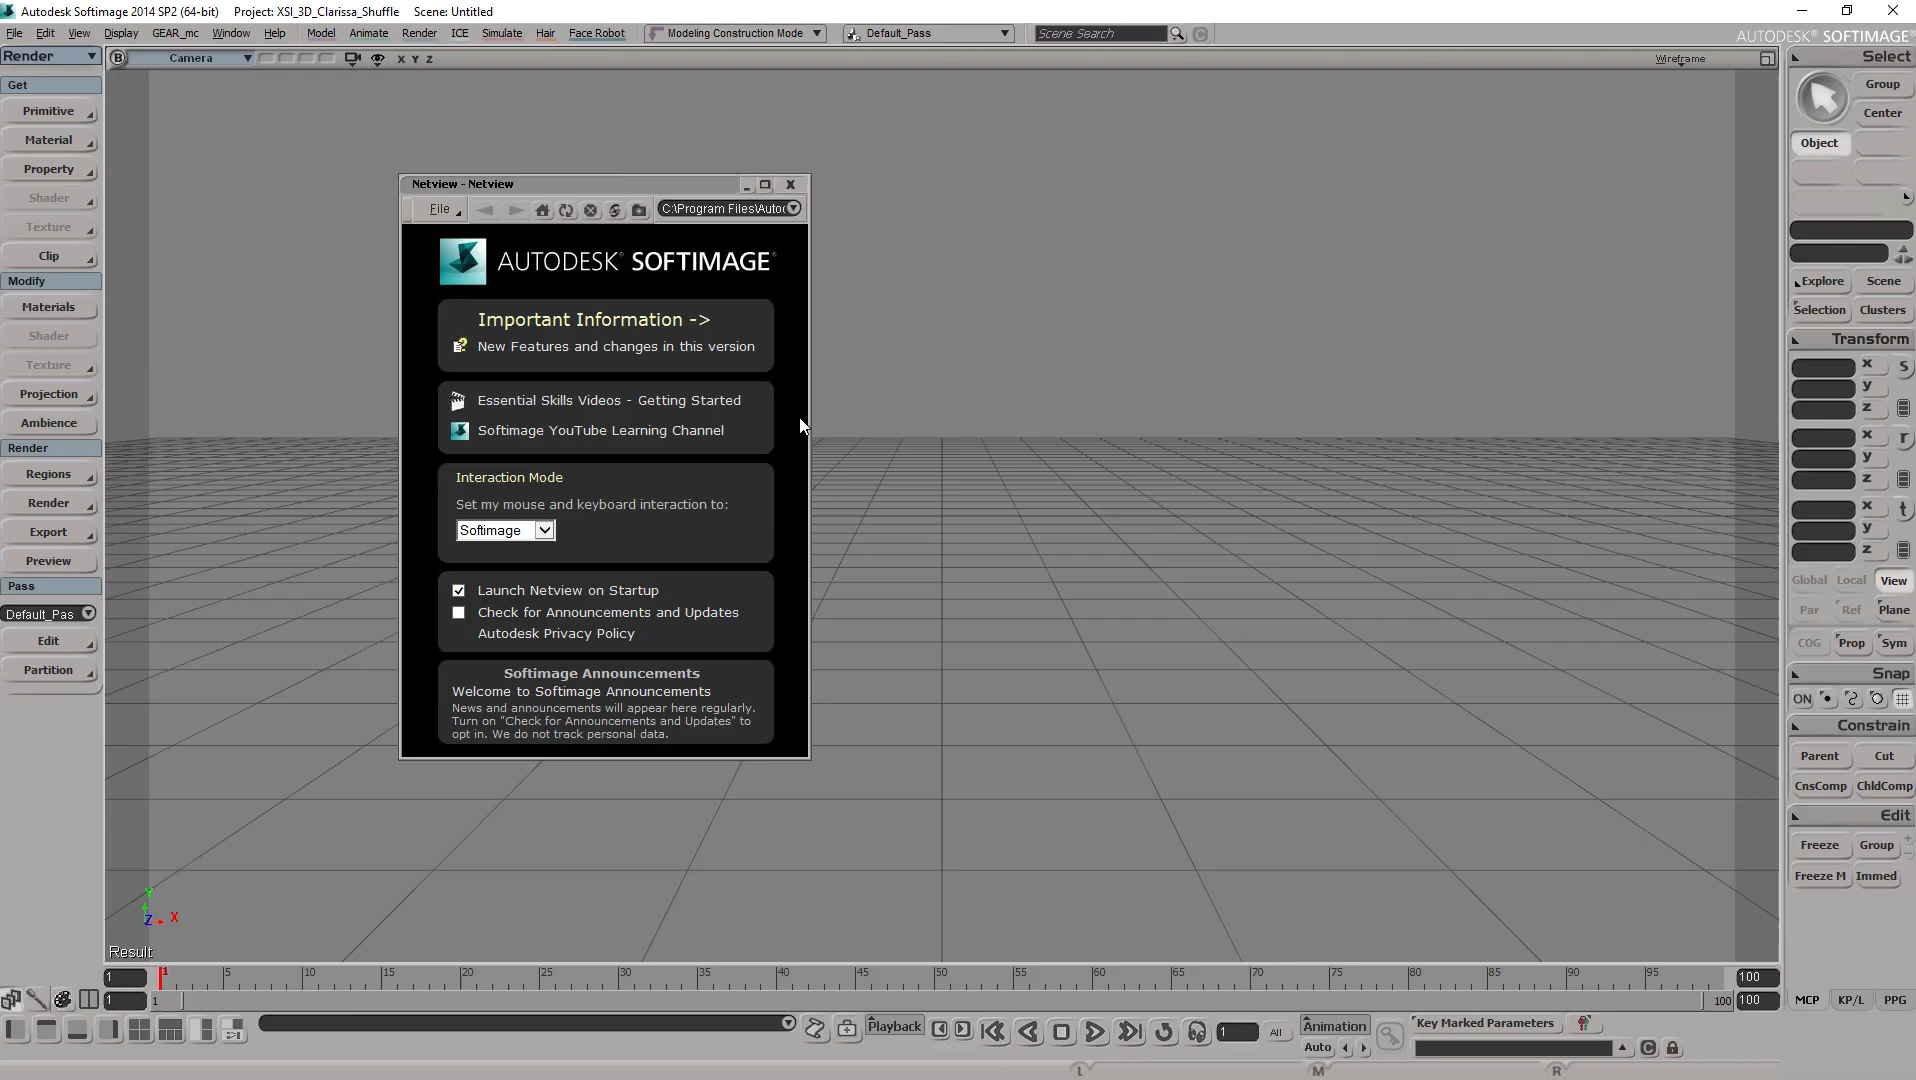 Autodesk Softimage 2014 SP2 (64-bit)    Project: XSI_3D_Clarissa_Shuffle    Scene: Untitled
File Edit View Display GEAR_mc Window Help Model Animate Render ICE Simulate Hair Face Robot Modeling Construction Mode Default_Pass Scene Search C
AUTODESK® SOFTIMAGE®
Render
B Camera X Y Z Wireframe
Get
Primitive
Material
Property
Shader
Texture
Clip
Modify
Materials
Shader
Texture
Projection
Ambience
Render
Regions
Render
Export
Preview
Pass
Default_Pas
Edit
Partition
Netview - Netview
File C:\Program Files\Auto
AUTODESK® SOFTIMAGE®
Important Information ->
New Features and changes in this version
Essential Skills Videos - Getting Started
Softimage YouTube Learning Channel
Interaction Mode
Set my mouse and keyboard interaction to:
Softimage
Launch Netview on Startup
Check for Announcements and Updates
Autodesk Privacy Policy
Softimage Announcements
Welcome to Softimage Announcements
News and announcements will appear here regularly.
Turn on "Check for Announcements and Updates" to
opt in. We do not track personal data.
Y
Z X
Result
Select
Group
Center
Object
Explore Scene
Selection Clusters
Transform
x s
y
z
x r
y
z
x t
y
z
Global Local View
Par Ref Plane
COG Prop Sym
Snap
ON
Constrain
Parent Cut
CnsComp ChldComp
Edit
Freeze Group + -
Freeze M Immed
1 1 5 10 15 20 25 30 35 40 45 50 55 60 65 70 75 80 85 90 95 100
1 1 100 100
MCP KP/L PPG
Playback 1 All Animation Key Marked Parameters
Auto C
L M R